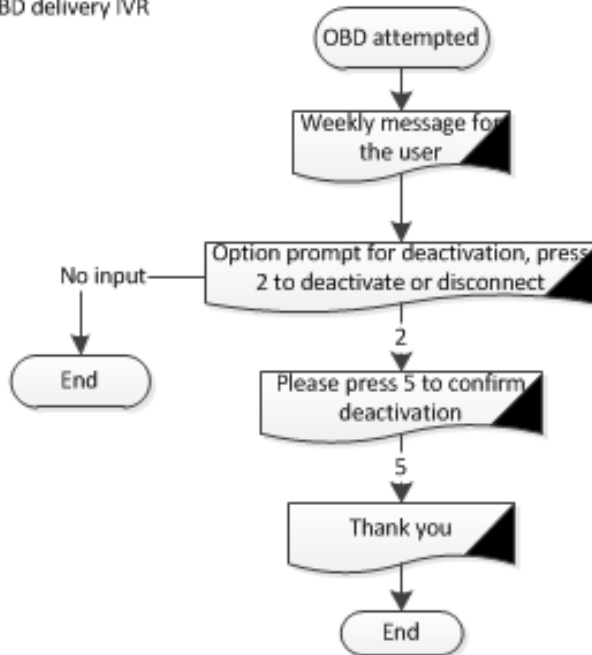 BD delivery IVR
OBD attempted
Weekly message for
the user
Option prompt for deactivation, press
2 to deactivate or disconnect
No input
2
End
Please press 5 to confirm
deactivation
5
Thank you
End